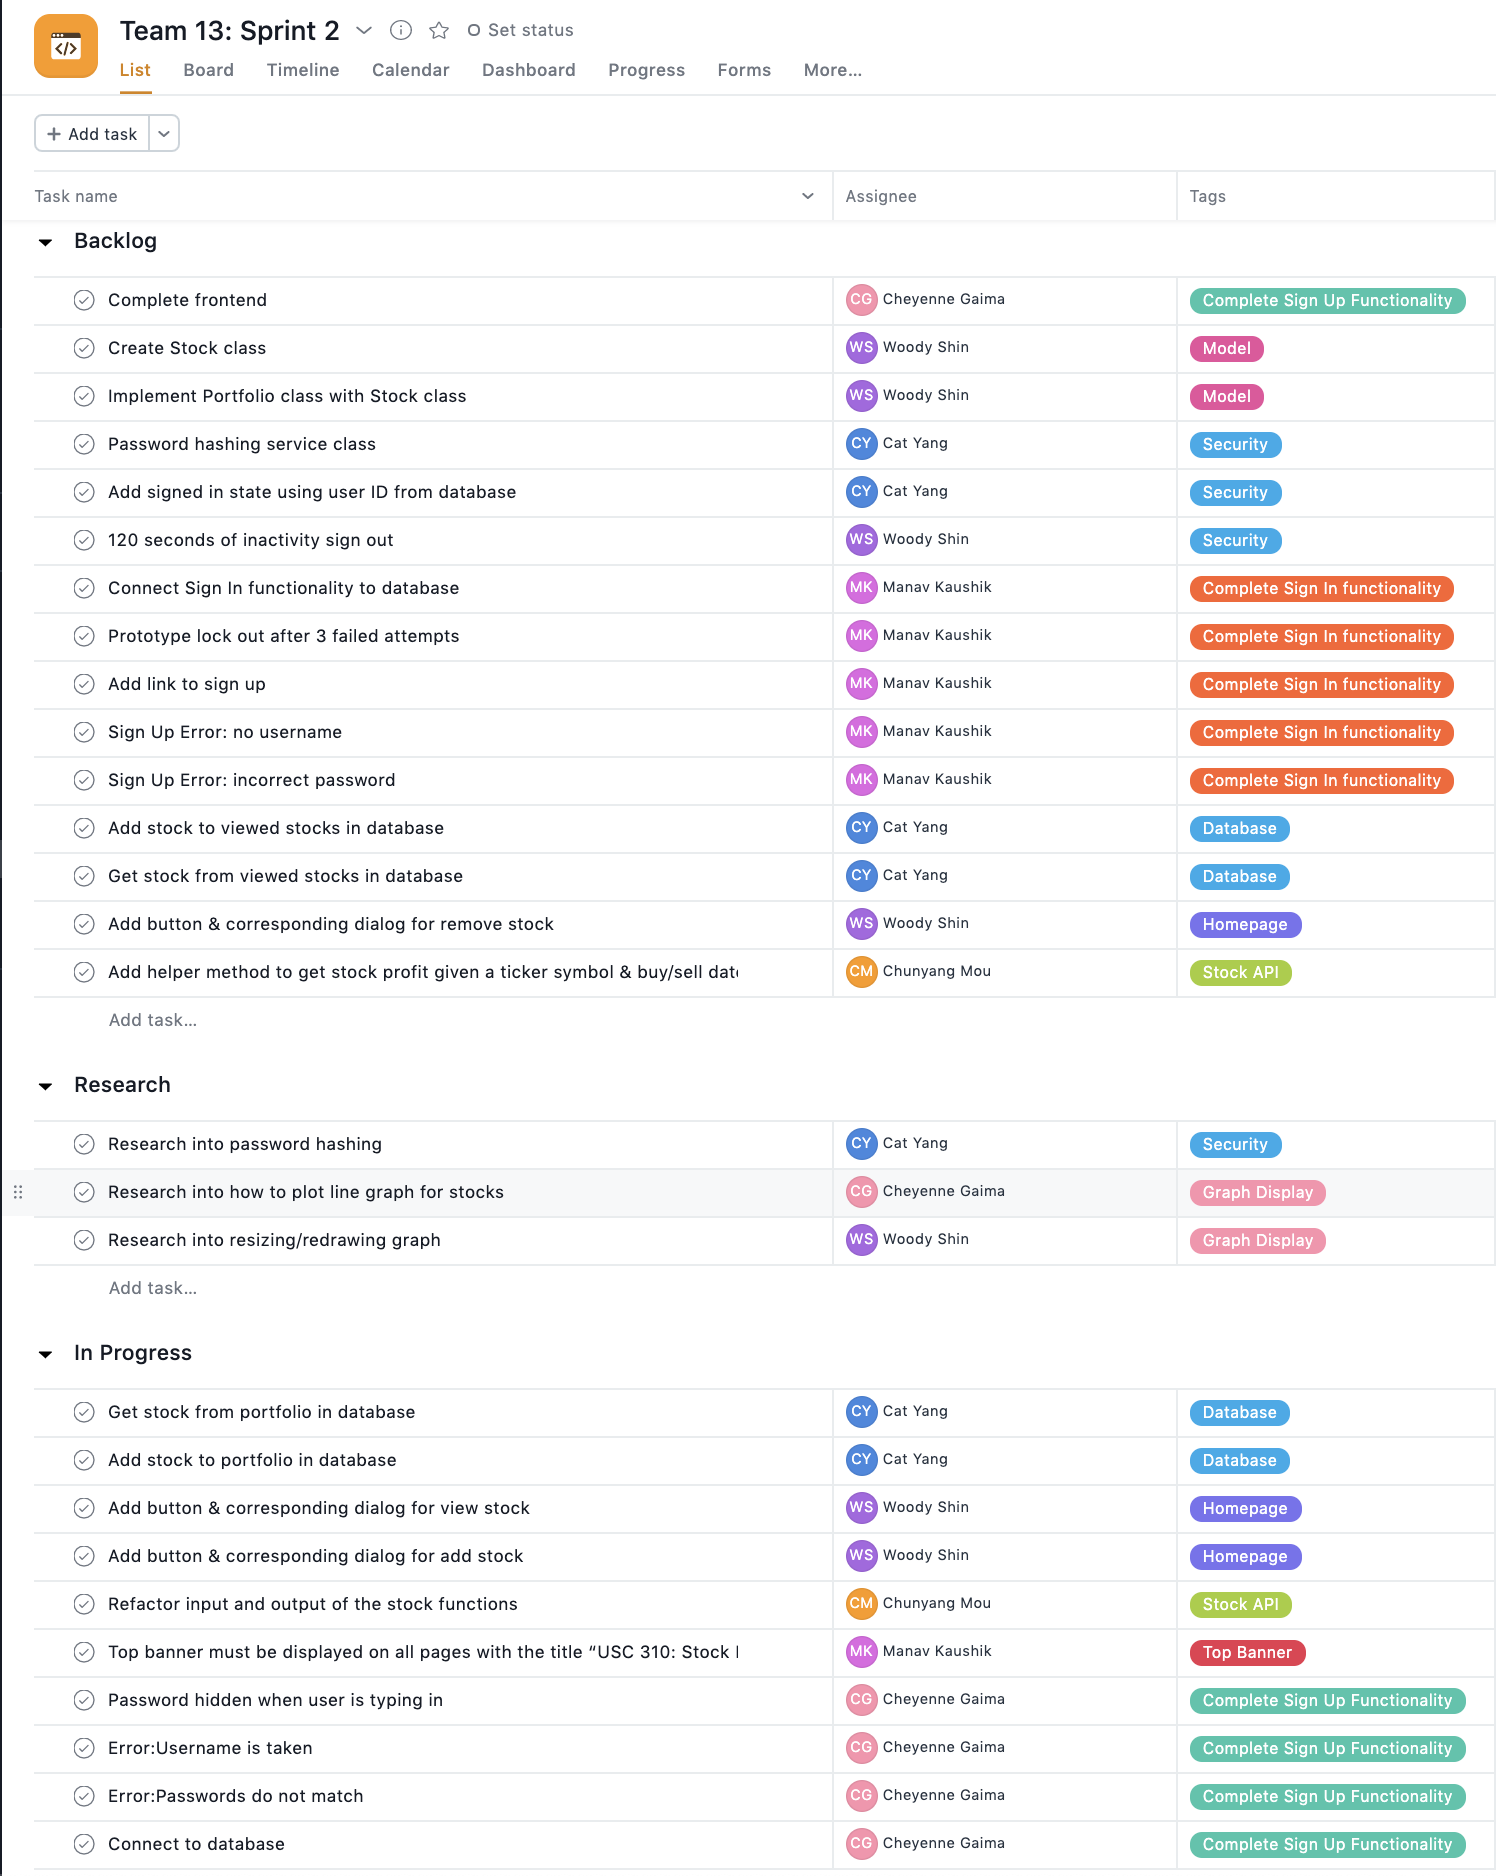 Team 13: Sprint 2 Set status
List Board Timeline Calendar Dashboard Progress Forms More...
+ Add task
Task name Assignee Tags
Backlog
Complete frontend CG Cheyenne Gaima Complete Sign Up Functionality
Create Stock class WS Woody Shin Model
Implement Portfolio class with Stock class WS Woody Shin Model
Password hashing service class CY Cat Yang Security
Add signed in state using user ID from database CY Cat Yang Security
120 seconds of inactivity sign out WS Woody Shin Security
Connect Sign In functionality to database MK Manav Kaushik Complete Sign In functionality
Prototype lock out after 3 failed attempts MK Manav Kaushik Complete Sign In functionality
Add link to sign up MK Manav Kaushik Complete Sign In functionality
Sign Up Error: no username MK Manav Kaushik Complete Sign In functionality
Sign Up Error: incorrect password MK Manav Kaushik Complete Sign In functionality
Add stock to viewed stocks in database CY Cat Yang Database
Get stock from viewed stocks in database CY Cat Yang Database
Add button & corresponding dialog for remove stock WS Woody Shin Homepage
Add helper method to get stock profit given a ticker symbol & buy/sell date CM Chunyang Mou Stock API
Add task...
Research
Research into password hashing CY Cat Yang Security
Research into how to plot line graph for stocks CG Cheyenne Gaima Graph Display
Research into resizing/redrawing graph WS Woody Shin Graph Display
Add task...
In Progress
Get stock from portfolio in database CY Cat Yang Database
Add stock to portfolio in database CY Cat Yang Database
Add button & corresponding dialog for view stock WS Woody Shin Homepage
Add button & corresponding dialog for add stock WS Woody Shin Homepage
Refactor input and output of the stock functions CM Chunyang Mou Stock API
Top banner must be displayed on all pages with the title “USC 310: Stock MK Manav Kaushik Top Banner
Password hidden when user is typing in CG Cheyenne Gaima Complete Sign Up Functionality
Error:Username is taken CG Cheyenne Gaima Complete Sign Up Functionality
Error:Passwords do not match CG Cheyenne Gaima Complete Sign Up Functionality
Connect to database CG Cheyenne Gaima Complete Sign Up Functionality